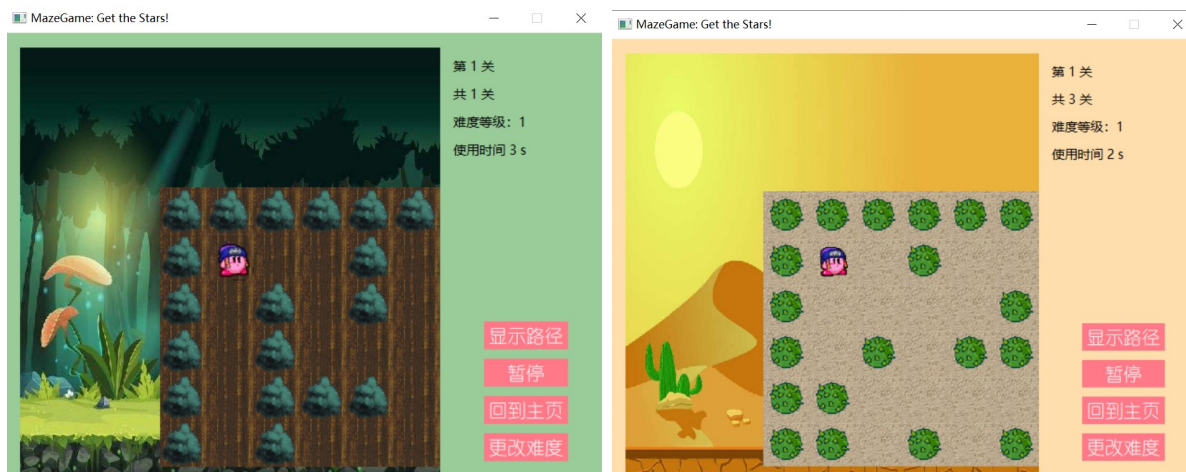 MazeGame: Get the Stars!
第 1 关
共 1 关
难度等级：1
使用时间 3 s
显示路径
暂停
回到主页
更改难度
MazeGame: Get the Stars!
第 1 关
共 3 关
难度等级：1
使用时间 2 s
显示路径
暂停
回到主页
更改难度